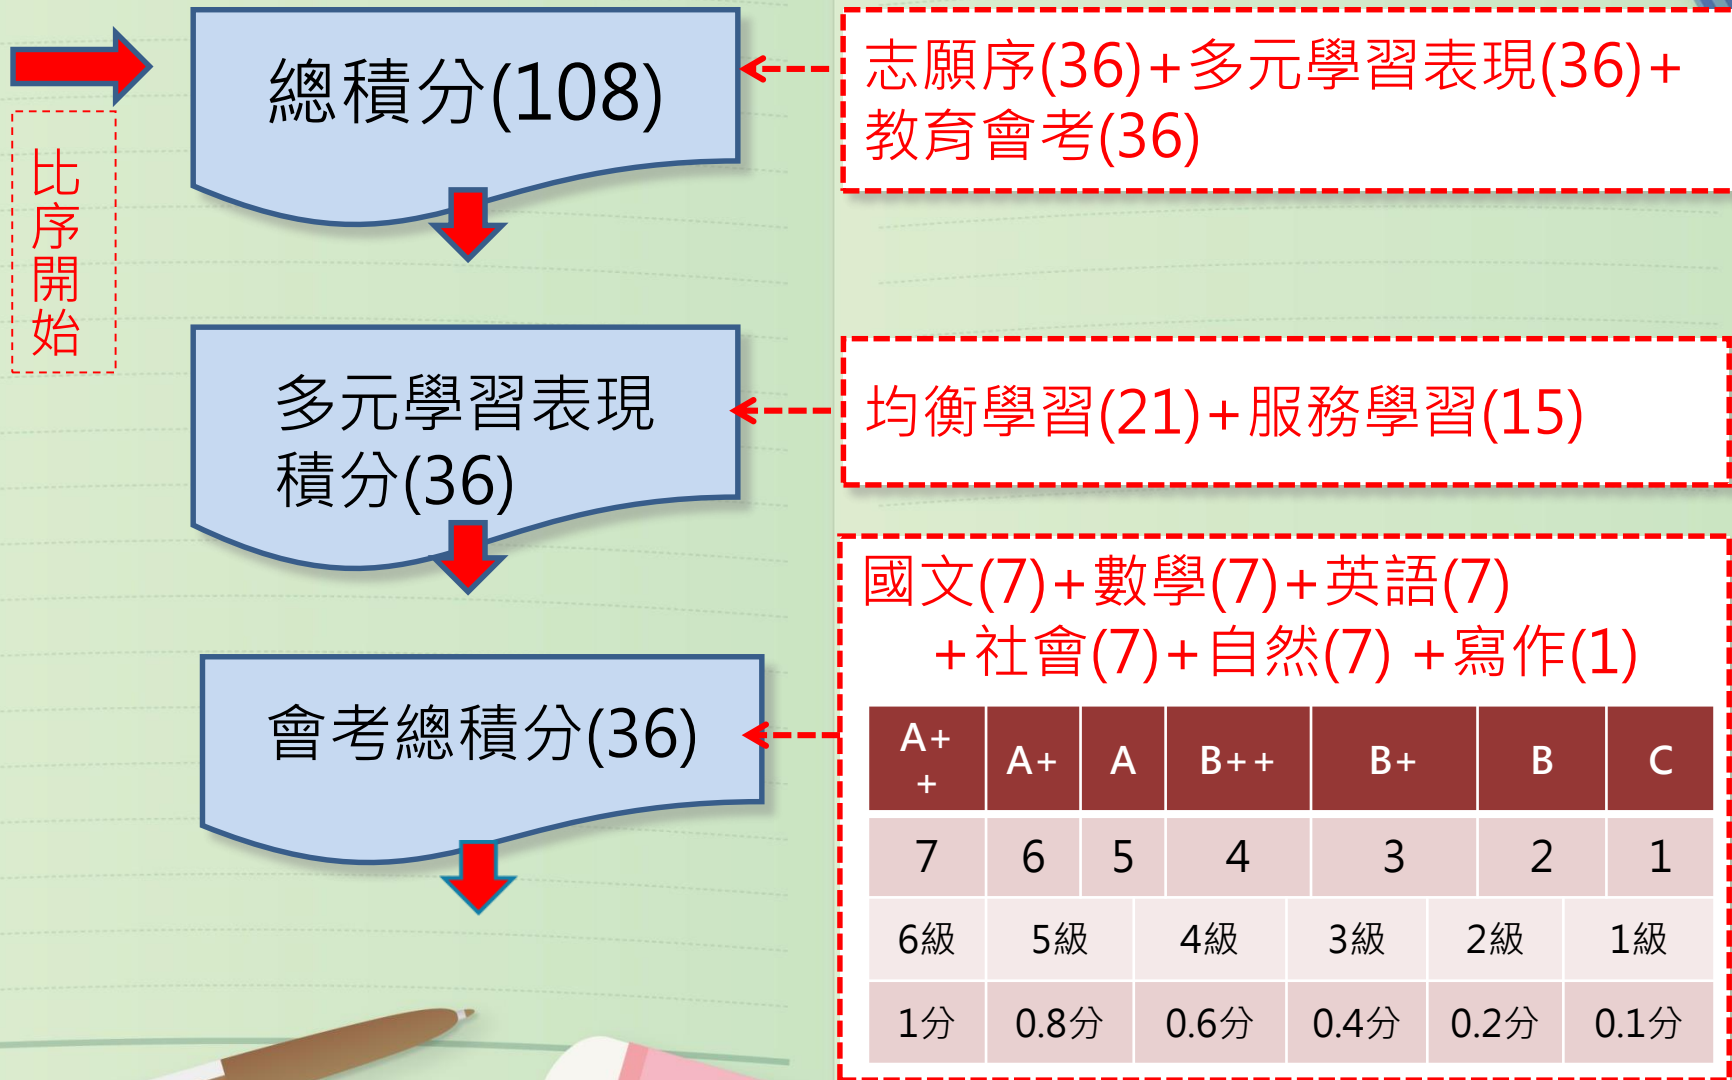 比序開始
總積分(108)
志願序(36)+多元學習表現(36)+
教育會考(36)
多元學習表現
積分(36)
均衡學習(21)+服務學習(15)
會考總積分(36)
國文(7)+數學(7)+英語(7)
+社會(7)+自然(7) +寫作(1)
A++ A+ A B++ B+ B C
7 6 5 4 3 2 1
6級 5級 4級 3級 2級 1級
1分 0.8分 0.6分 0.4分 0.2分 0.1分